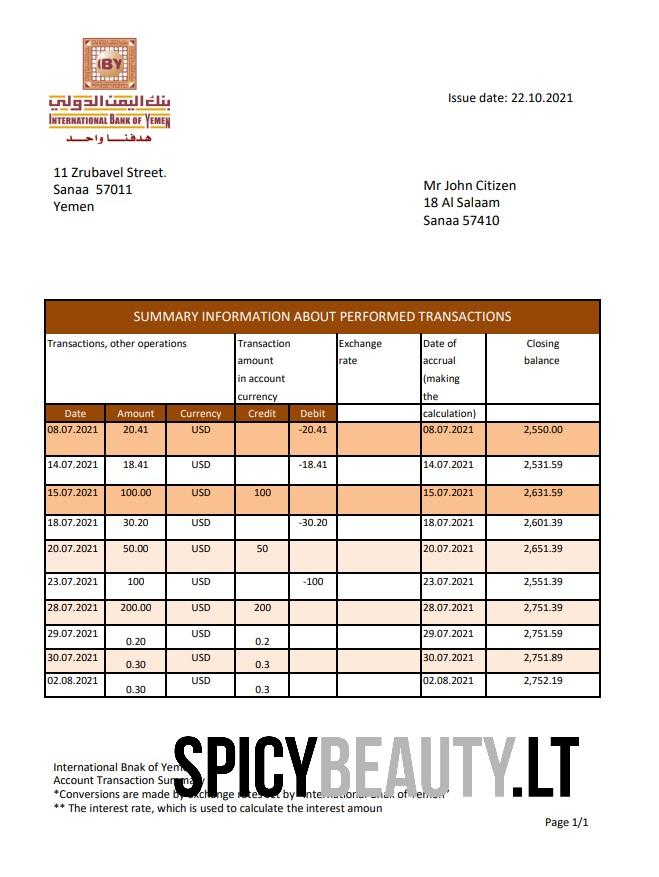 IBY
بنك اليمن الدولي
INTERNATIONAL BANK OF YEMEN
هدفنا واحد
Issue date: 22.10.2021
11 Zrubavel Street.
Sanaa 57011
Yemen
Mr John Citizen
18 Al Salaam
Sanaa 57410
SUMMARY INFORMATION ABOUT PERFORMED TRANSACTIONS
Transactions, other operations
Transaction
amount
in account
currency
Exchange
rate
Date of
accrual
(making
the
calculation)
Closing
balance
Date Amount Currency Credit Debit
08.07.2021 20.41 USD -20.41 08.07.2021 2,550.00
14.07.2021 18.41 USD -18.41 14.07.2021 2,531.59
15.07.2021 100.00 USD 100 15.07.2021 2,631.59
18.07.2021 30.20 USD -30.20 18.07.2021 2,601.39
20.07.2021 50.00 USD 50 20.07.2021 2,651.39
23.07.2021 100 USD -100 23.07.2021 2,551.39
28.07.2021 200.00 USD 200 28.07.2021 2,751.39
29.07.2021 0.20 USD 0.2 29.07.2021 2,751.59
30.07.2021 0.30 USD 0.3 30.07.2021 2,751.89
02.08.2021 0.30 USD 0.3 02.08.2021 2,752.19
SPICYBEAUTY.LT
International Bnak of
Account Transaction Summary
*Conversions are made by exchange rates set by
** The interest rate, which is used to calculate the interest amoun
Page 1/1